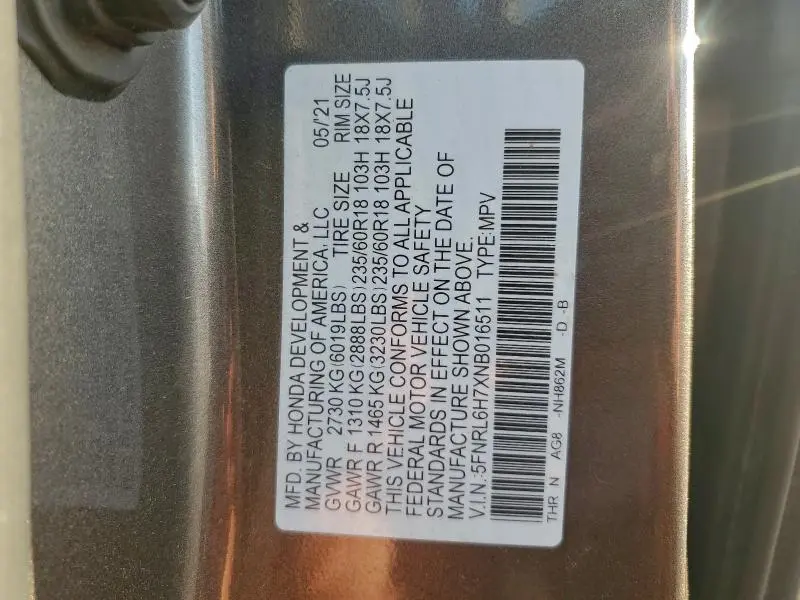 MFD. BY HONDA DEVELOPMENT &
MANUFACTURING OF AMERICA, LLC 05/'21
GVWR 2730 KG (6019LBS) TIRE SIZE RIM SIZE
GAWR F 1310 KG (2888LBS) 235/60R18 103H 18X7.5J
GAWR R 1465 KG (3230LBS) 235/60R18 103H 18X7.5J
THIS VEHICLE CONFORMS TO ALL APPLICABLE
FEDERAL MOTOR VEHICLE SAFETY
STANDARDS IN EFFECT ON THE DATE OF
MANUFACTURE SHOWN ABOVE.
V.I.N.:5FNRL6H7XNB016511 TYPE:MPV
THR N AG8 -NH862M -D -B